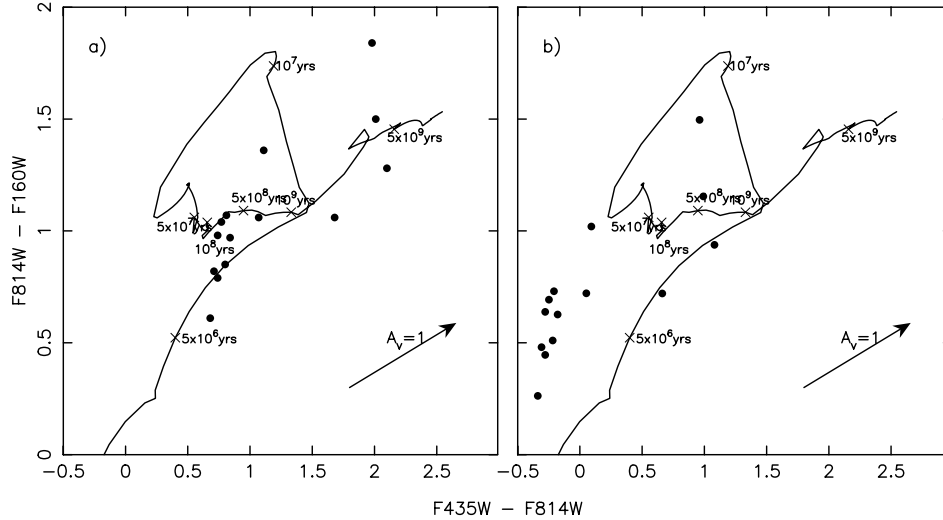 2
a)
b)
10⁷yrs
10⁷yrs
1.5
5x10⁹yrs
5x10⁹yrs
5x10⁸yrs
10⁹yrs
5x10⁸yrs
10⁹yrs
F814W − F160W
1
5x10⁷yrs
5x10⁷yrs
10⁸yrs
10⁸yrs
0.5
5x10⁶yrs
Aᵥ=1
5x10⁶yrs
Aᵥ=1
0
−0.5 0 0.5 1 1.5 2 2.5 −0.5 0 0.5 1 1.5 2 2.5
F435W − F814W